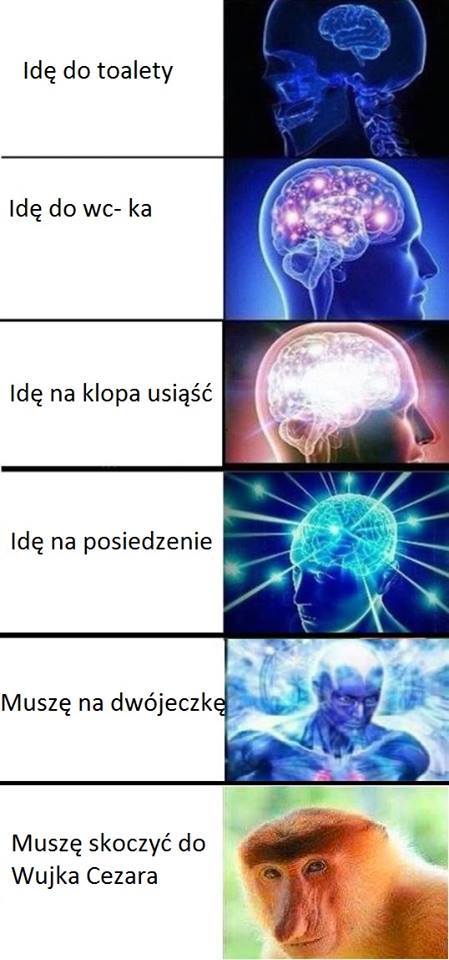 Idę do toalety
Idę do wc- ka
Idę na klopa usiąść
Idę na posiedzenie
Muszę na dwójeczkę
Muszę skoczyć do
Wujka Cezara